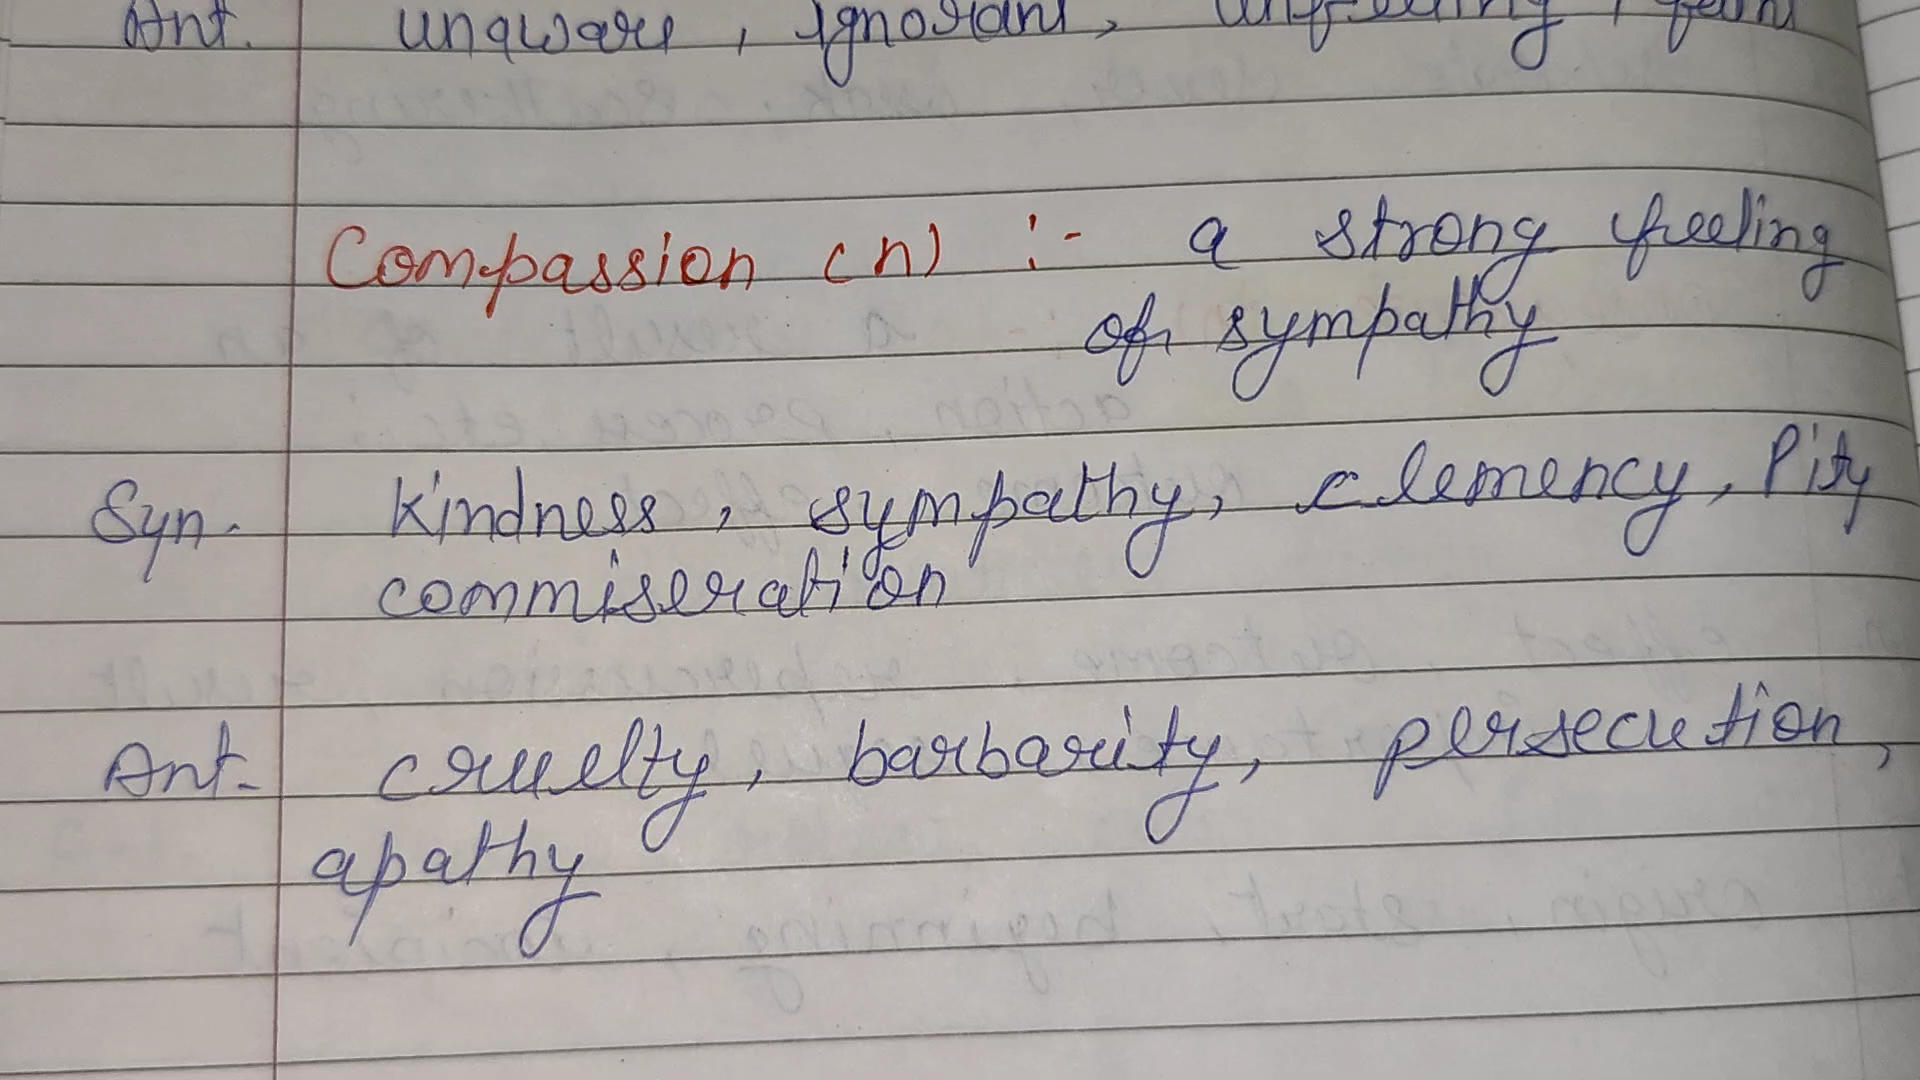 Ant. unaware, Ignorant, unfeeling,
Compassion (n) :- a strong feeling
of sympathy
Syn. Kindness, sympathy, clemency, Pity
commiseration
Ant. cruelty, barbarity, persecution,
apathy